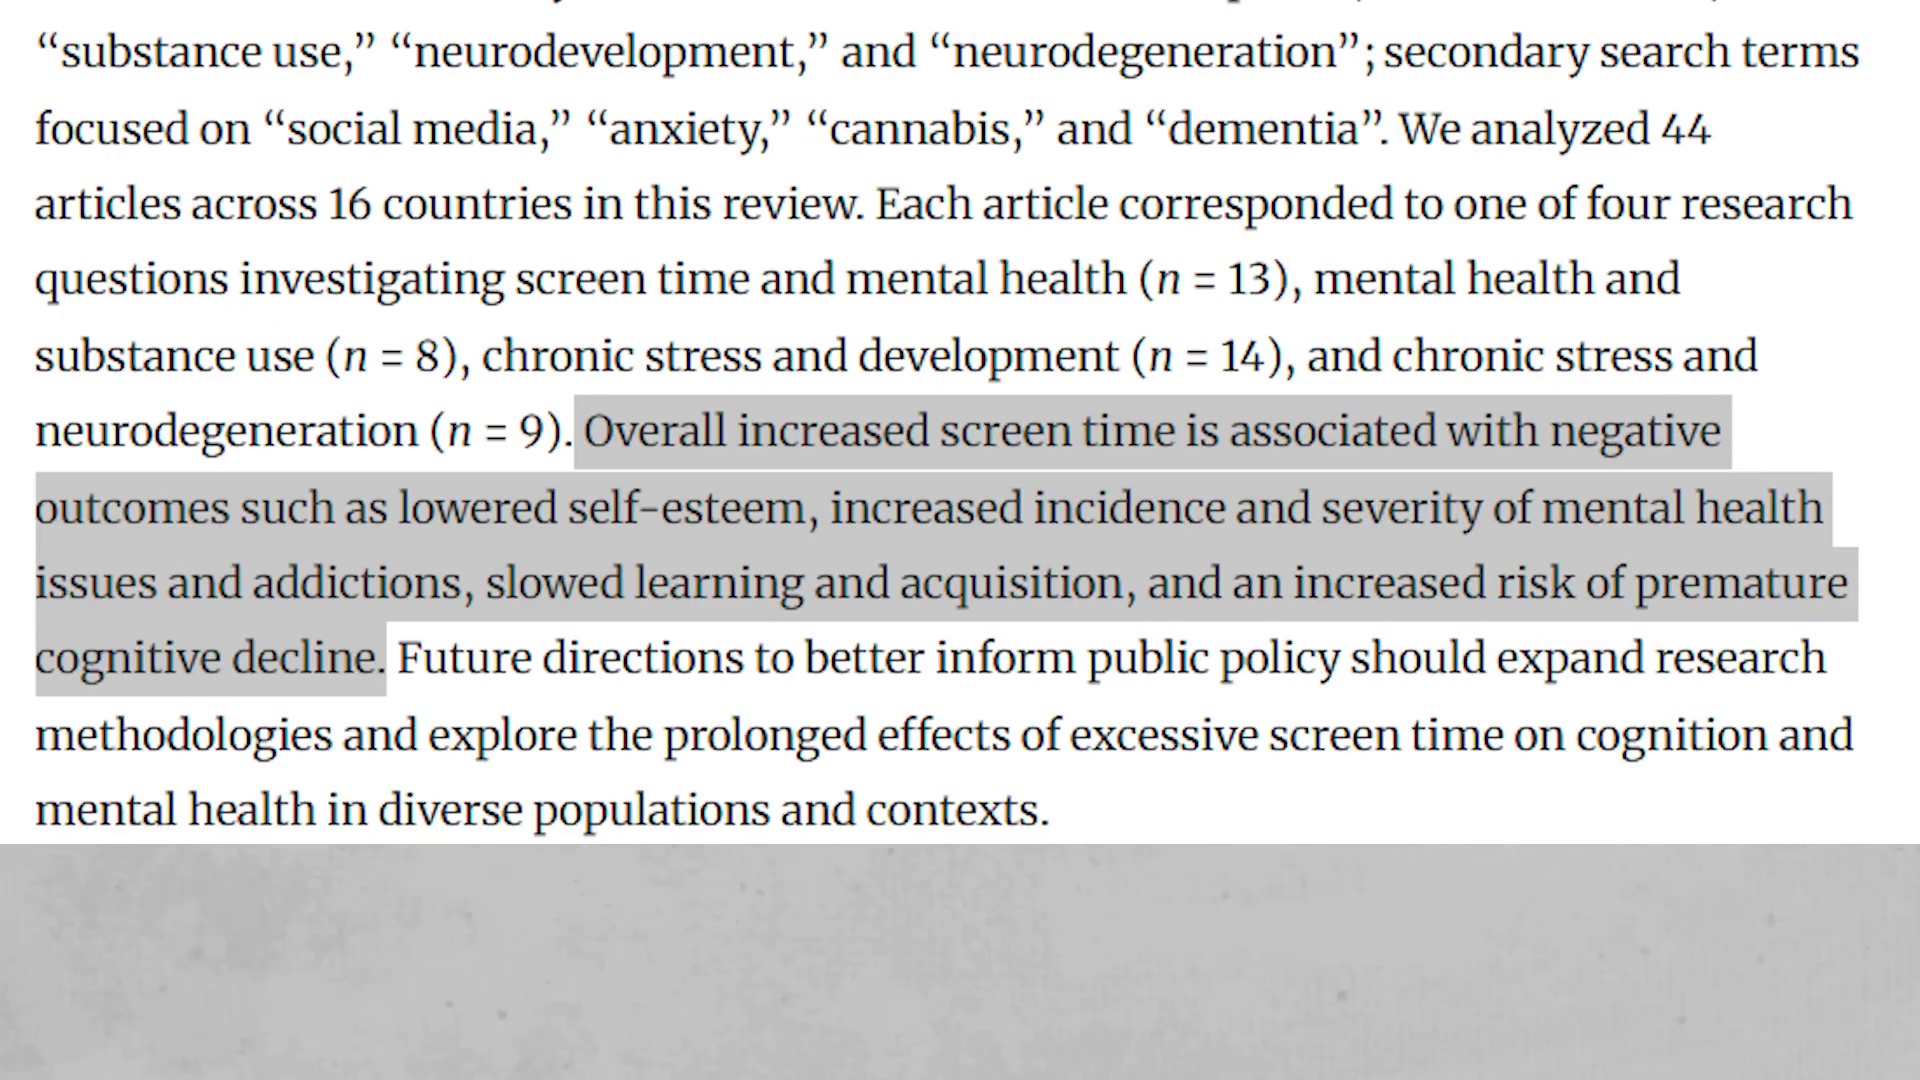 “substance use,” “neurodevelopment,” and “neurodegeneration”; secondary search terms
focused on “social media,” “anxiety,” “cannabis,” and “dementia”. We analyzed 44
articles across 16 countries in this review. Each article corresponded to one of four research
questions investigating screen time and mental health (n = 13), mental health and
substance use (n = 8), chronic stress and development (n = 14), and chronic stress and
neurodegeneration (n = 9). Overall increased screen time is associated with negative
outcomes such as lowered self-esteem, increased incidence and severity of mental health
issues and addictions, slowed learning and acquisition, and an increased risk of premature
cognitive decline. Future directions to better inform public policy should expand research
methodologies and explore the prolonged effects of excessive screen time on cognition and
mental health in diverse populations and contexts.